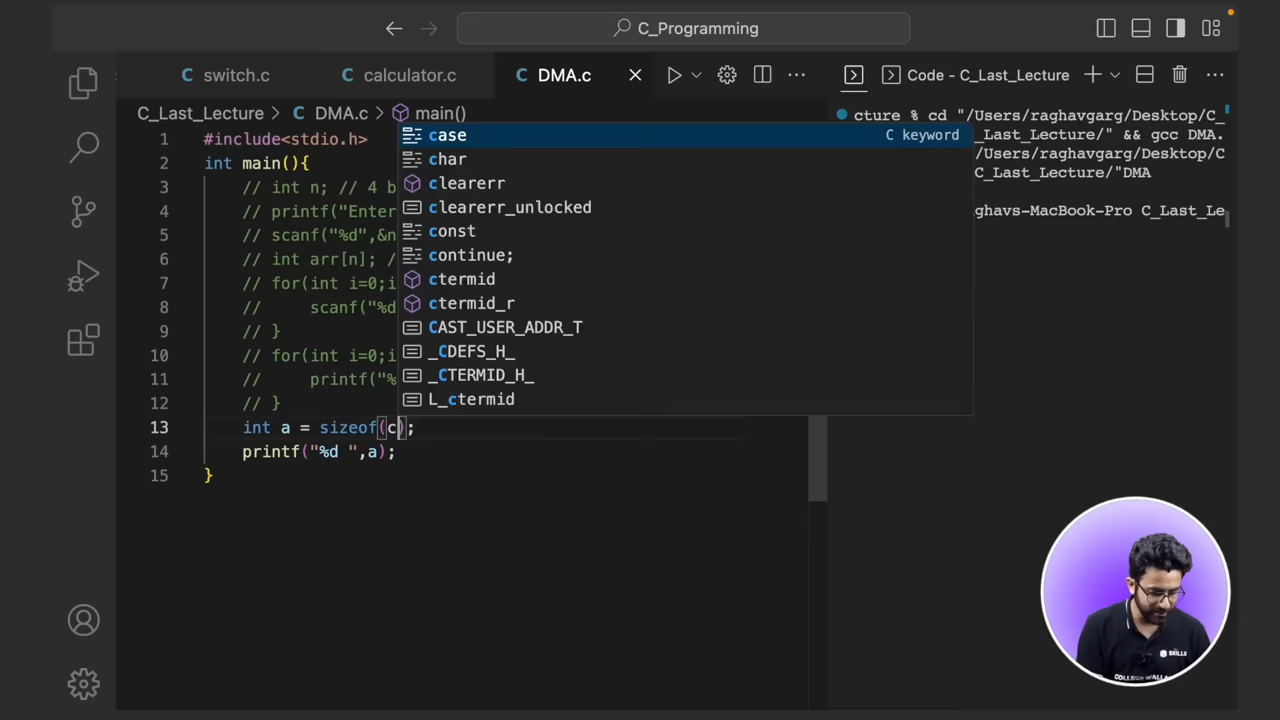 C_Programming
switch.c
calculator.c
DMA.c
Code - C_Last_Lecture
C_Last_Lecture > C DMA.c > main()
1 #include<stdio.h>
2 int main(){
3 // int n; // 4 b
4 // printf("Enter
5 // scanf("%d",&n
6 // int arr[n]; /
7 // for(int i=0;i
8 // scanf("%d
9 // }
10 // for(int i=0;i
11 // printf("%
12 // }
13 int a = sizeof(c);
14 printf("%d ",a);
15 }
case C keyword
char
clearerr
clearerr_unlocked
const
continue;
ctermid
ctermid_r
CAST_USER_ADDR_T
_CDEFS_H_
_CTERMID_H_
L_ctermid
cture % cd "/Users/raghavgarg/Desktop/C_
_Last_Lecture/" && gcc DMA.
/Users/raghavgarg/Desktop/C
_Last_Lecture/"DMA
ghavs-MacBook-Pro C_Last_Le
SKILLS
COLLEGE WALLA